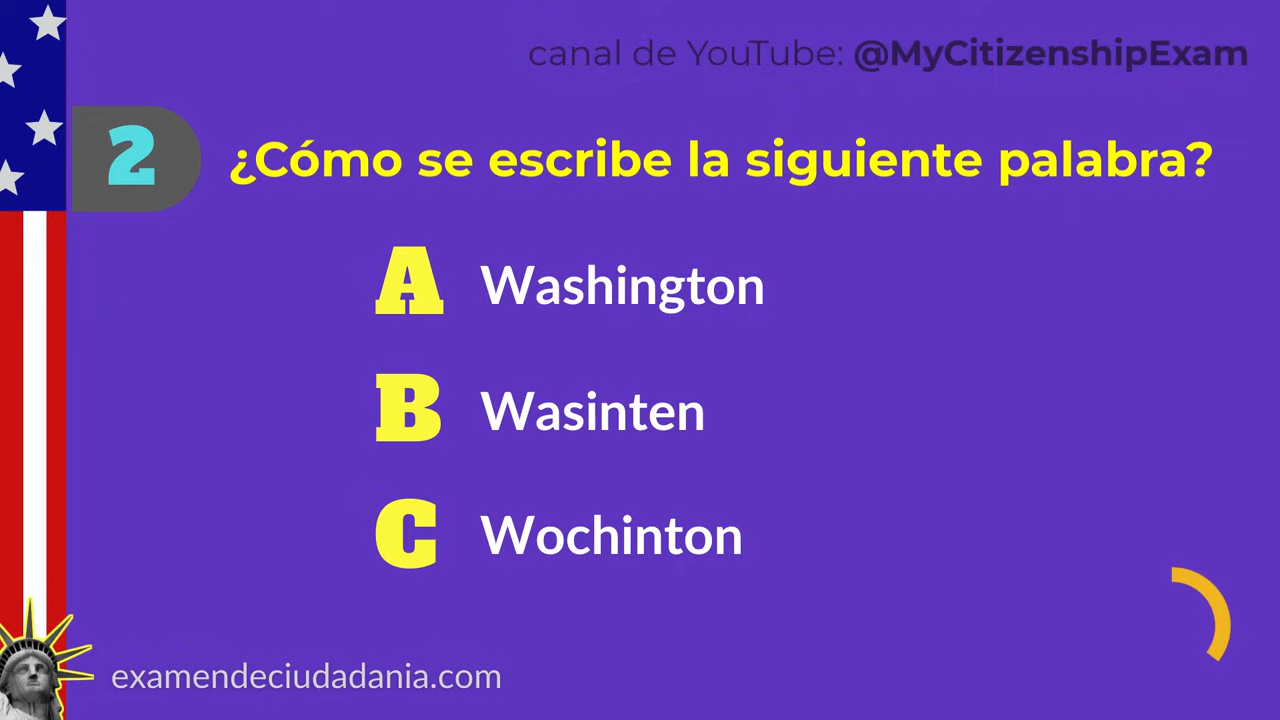 canal de YouTube: @MyCitizenshipExam
2 ¿Cómo se escribe la siguiente palabra?
A Washington
B Wasinten
C Wochinton
examendeciudadania.com